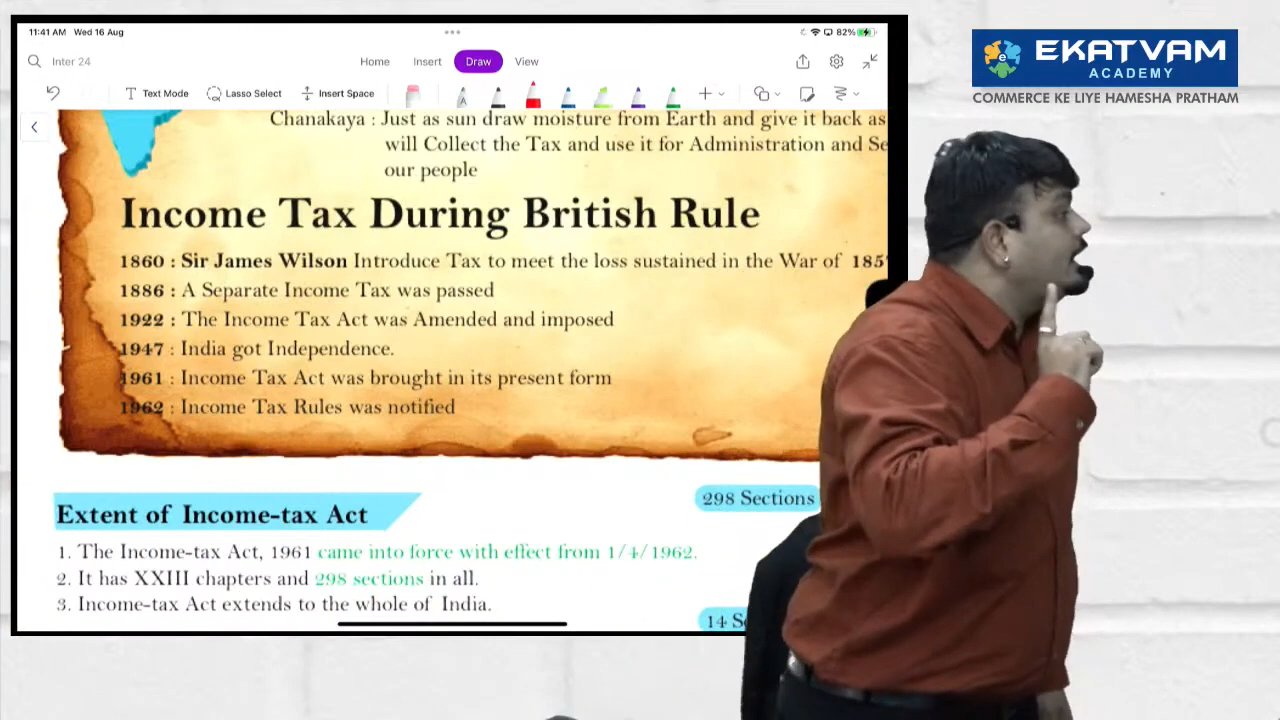 11:41 AM Wed 16 Aug
82%
EKATVAM
ACADEMY
COMMERCE KE LIYE HAMESHA PRATHAM
Inter 24
Home Insert Draw View
Text Mode Lasso Select Insert Space
Chanakaya : Just as sun draw moisture from Earth and give it back as
will Collect the Tax and use it for Administration and Se
our people
Income Tax During British Rule
1860 : Sir James Wilson Introduce Tax to meet the loss sustained in the War of 185
1886 : A Separate Income Tax was passed
1922 : The Income Tax Act was Amended and imposed
1947 : India got Independence.
1961 : Income Tax Act was brought in its present form
1962 : Income Tax Rules was notified
298 Sections
Extent of Income-tax Act
1. The Income-tax Act, 1961 came into force with effect from 1/4/1962.
2. It has XXIII chapters and 298 sections in all.
3. Income-tax Act extends to the whole of India.
14 S